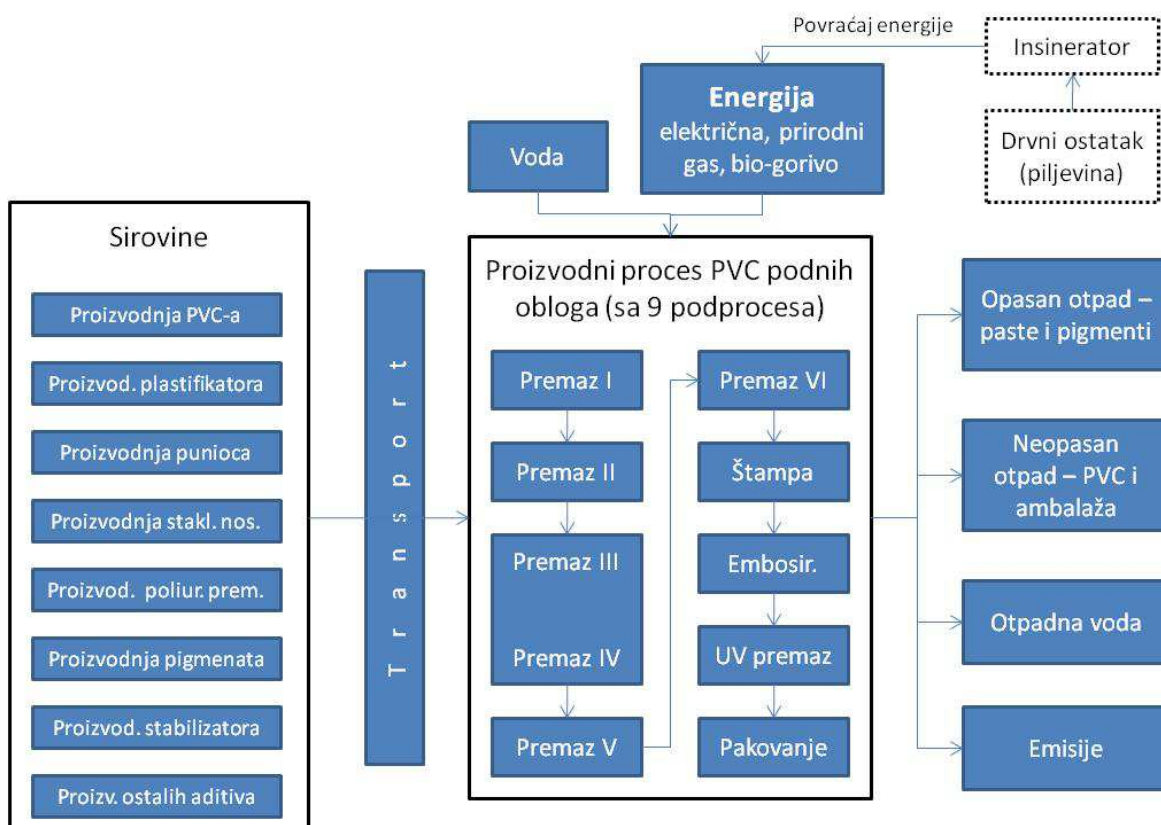 Povraćaj energije
Insinerator
Energija
električna, prirodni
gas, bio-gorivo
Drvni ostatak
(piljevina)
Voda
Sirovine
Proizvodnja PVC-a
Proizvod. plastifikatora
Proizvodnja punioca
Proizvodnja stakl. nos.
Proizvod. poliur. prem.
Proizvodnja pigmenata
Proizvod. stabilizatora
Proizv. ostalih aditiva
Transport
Proizvodni proces PVC podnih
obloga (sa 9 podprocesa)
Premaz I
Premaz II
Premaz III
Premaz IV
Premaz V
Premaz VI
Štampa
Embosir.
UV premaz
Pakovanje
Opasan otpad –
paste i pigmenti
Neopasan
otpad – PVC i
ambalaža
Otpadna voda
Emisije